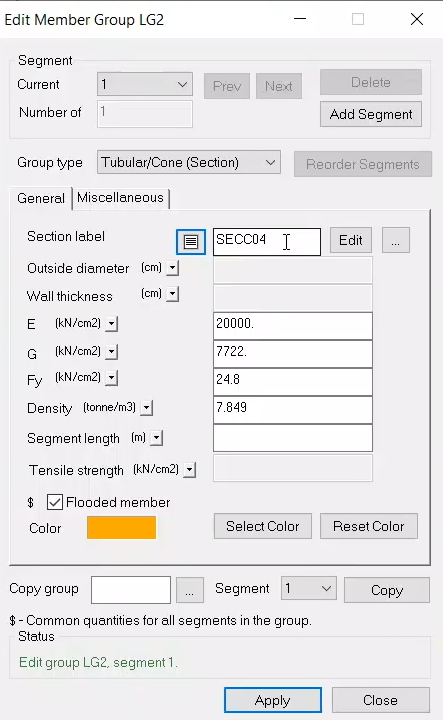 Edit Member Group LG2
Segment
Current 1 Prev Next Delete
Number of 1 Add Segment
Group type Tubular/Cone (Section) Reorder Segments
General Miscellaneous
Section label SECC04 Edit ...
Outside diameter (cm)
Wall thickness (cm)
E (kN/cm2) 20000.
G (kN/cm2) 7722.
Fy (kN/cm2) 24.8
Density (tonne/m3) 7.849
Segment length (m)
Tensile strength (kN/cm2)
$ Flooded member
Color Select Color Reset Color
Copy group ... Segment 1 Copy
$ - Common quantities for all segments in the group.
Status
Edit group LG2, segment 1.
Apply Close